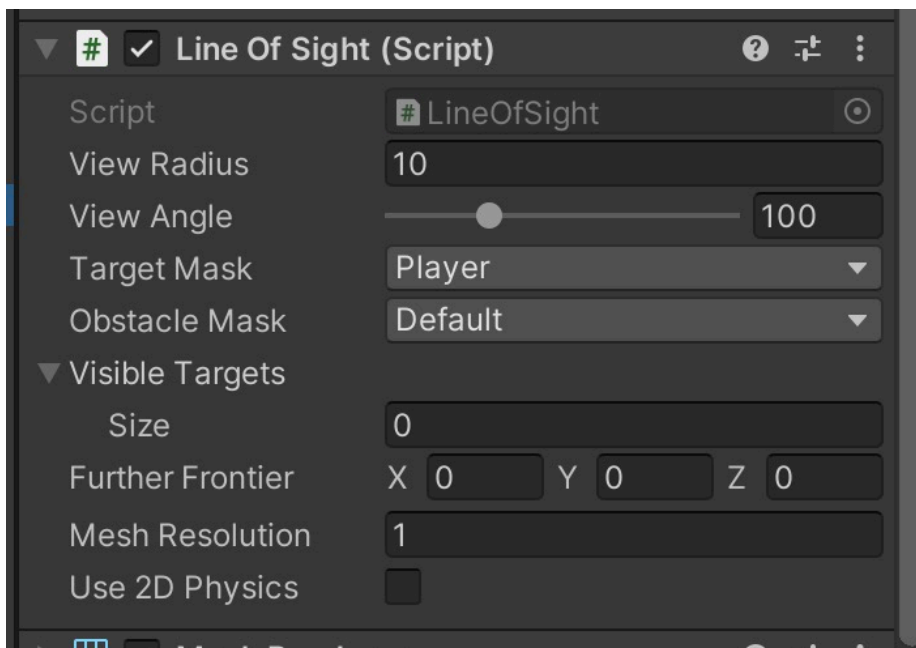 # Line Of Sight (Script)
Script # LineOfSight
View Radius 10
View Angle 100
Target Mask Player
Obstacle Mask Default
Visible Targets
Size 0
Further Frontier X 0 Y 0 Z 0
Mesh Resolution 1
Use 2D Physics